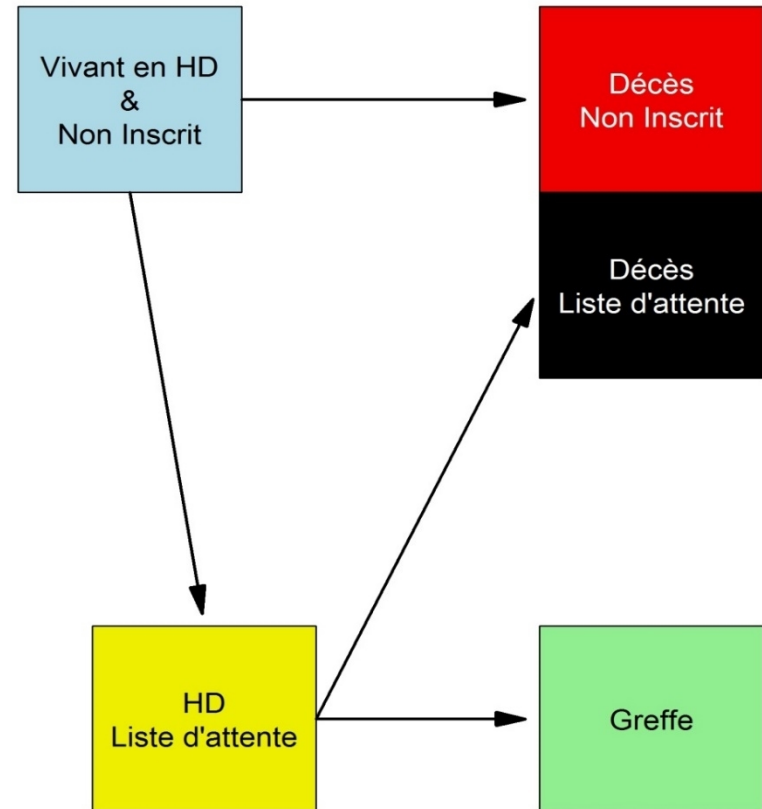 Vivant en HD
&
Non Inscrit
Décès
Non Inscrit
Décès
Liste d'attente
HD
Liste d'attente
Greffe